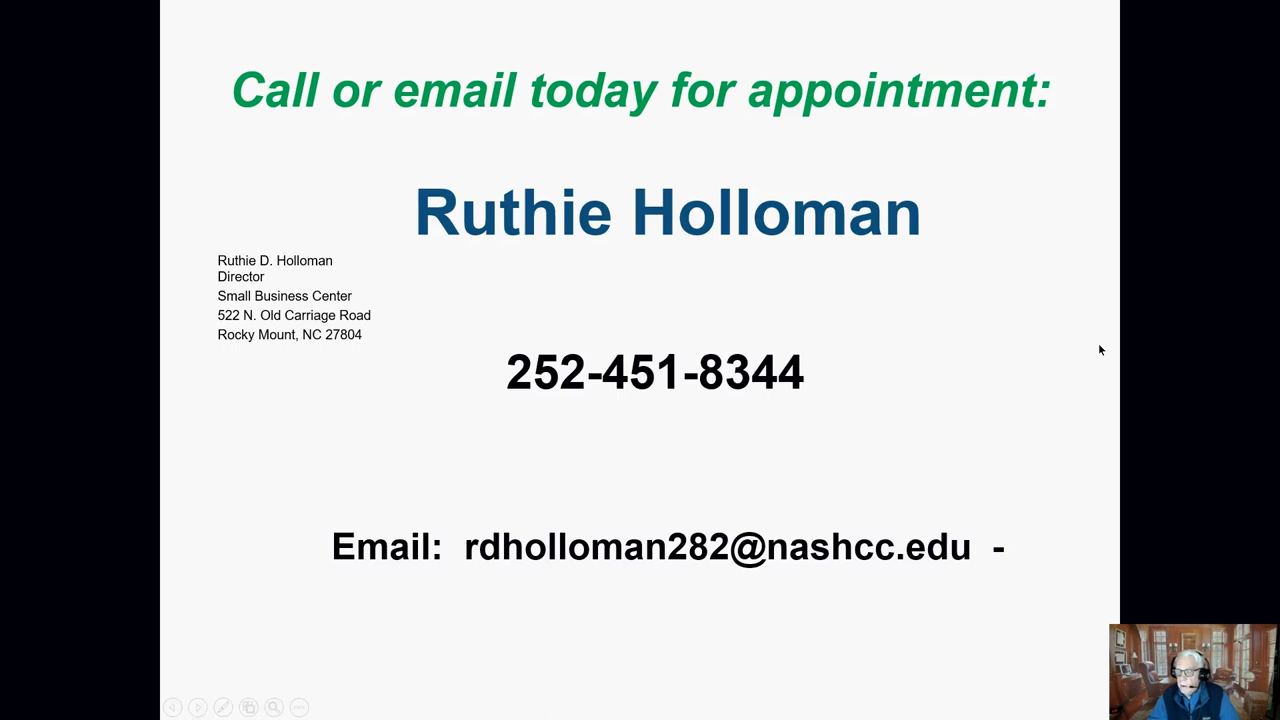 Call or email today for appointment:
Ruthie Holloman
Ruthie D. Holloman
Director
Small Business Center
522 N. Old Carriage Road
Rocky Mount, NC 27804
252-451-8344
Email:  rdholloman282@nashcc.edu  -